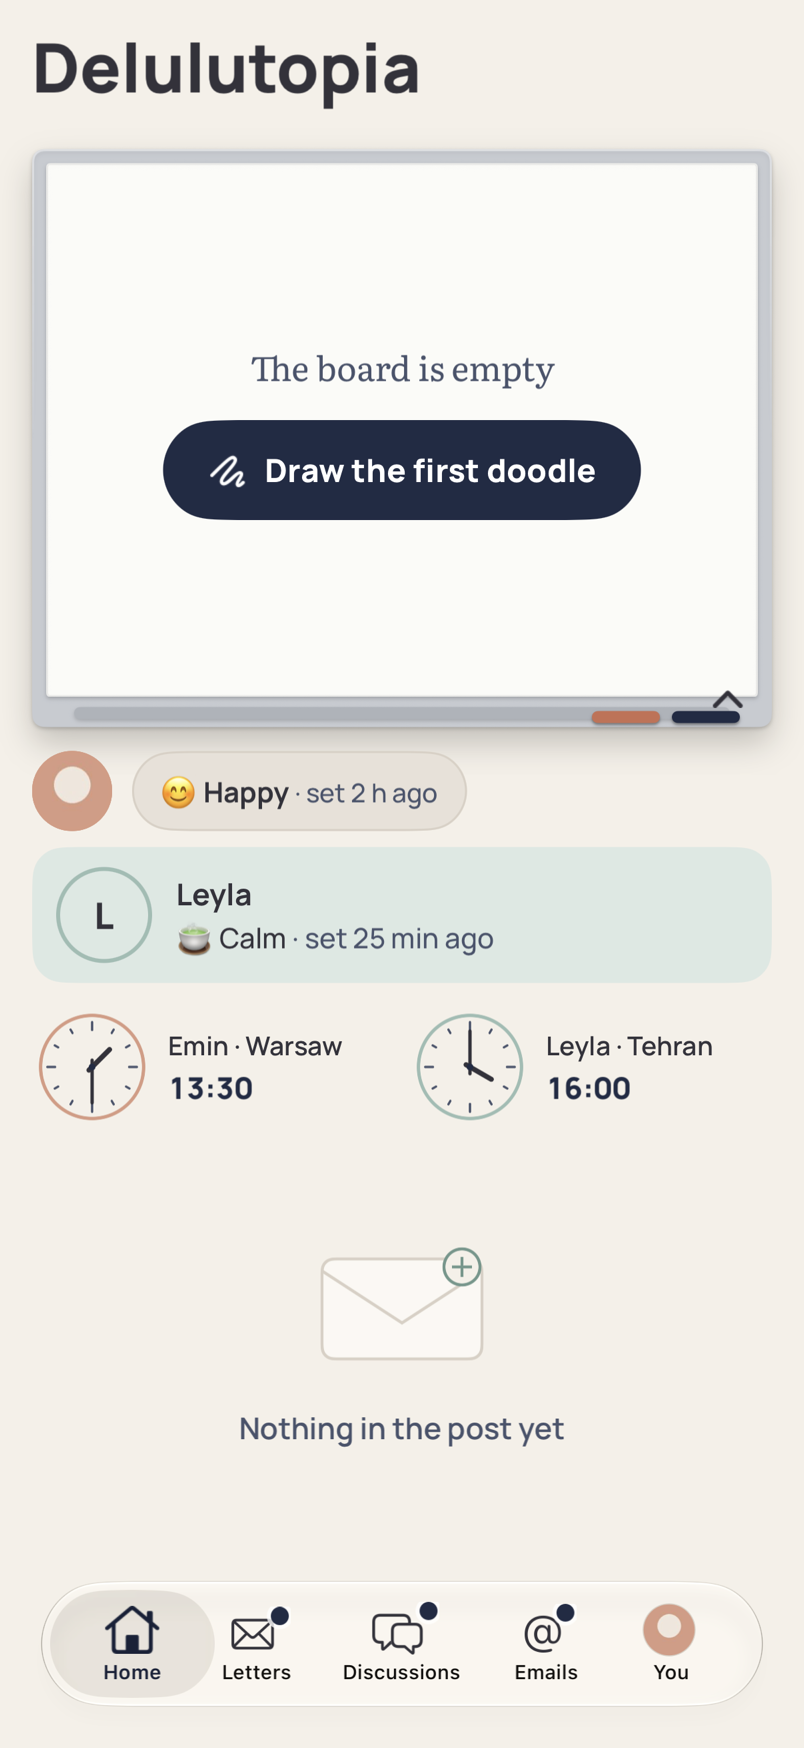 Delulutopia
The board is empty
Draw the first doodle
😊 Happy · set 2 h ago
L
Leyla
🍵 Calm · set 25 min ago
Emin · Warsaw
13:30
Leyla · Tehran
16:00
Nothing in the post yet
Home
Letters
Discussions
@
Emails
You